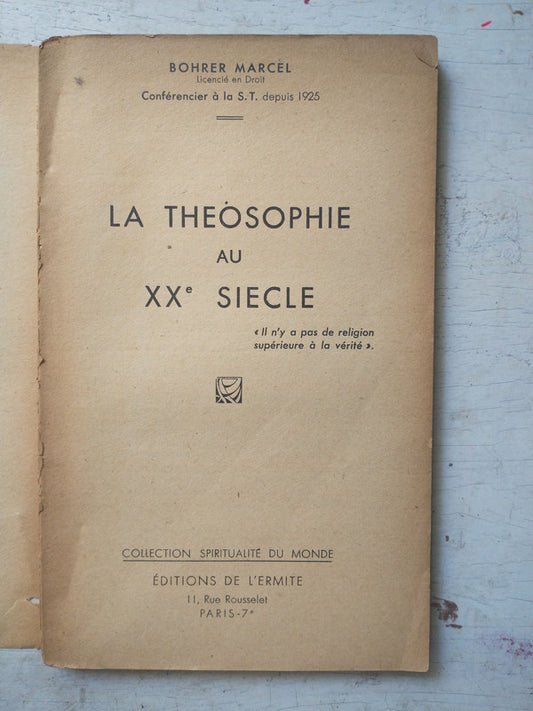 BOHRER MARCEL
Licencié en Droit
Conférencier à la S.T. depuis 1925
LA THEOSOPHIE
AU
XXe SIECLE
« Il n'y a pas de religion
supérieure à la vérité ».
COLLECTION SPIRITUALITÉ DU MONDE
ÉDITIONS DE L'ERMITE
11, Rue Rousselet
PARIS-7e